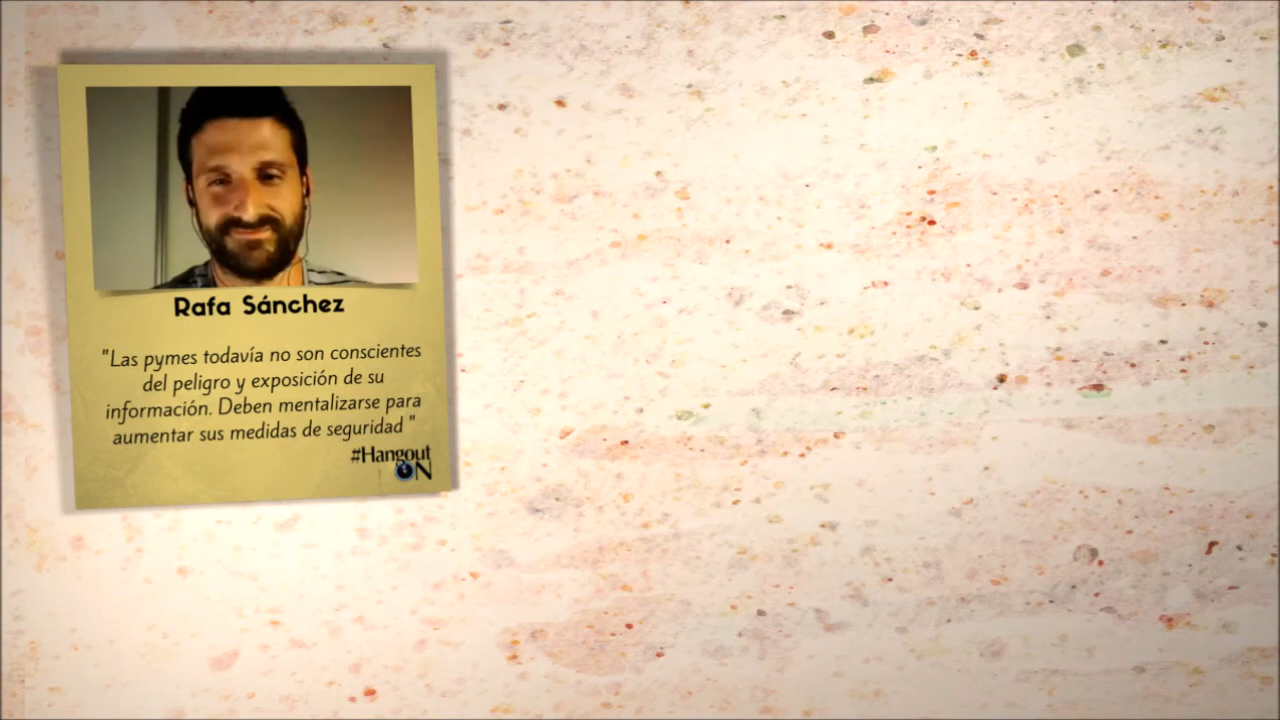 Rafa Sánchez
"Las pymes todavía no son conscientes
del peligro y exposición de su
información. Deben mentalizarse para
aumentar sus medidas de seguridad "
#Hangout
ON